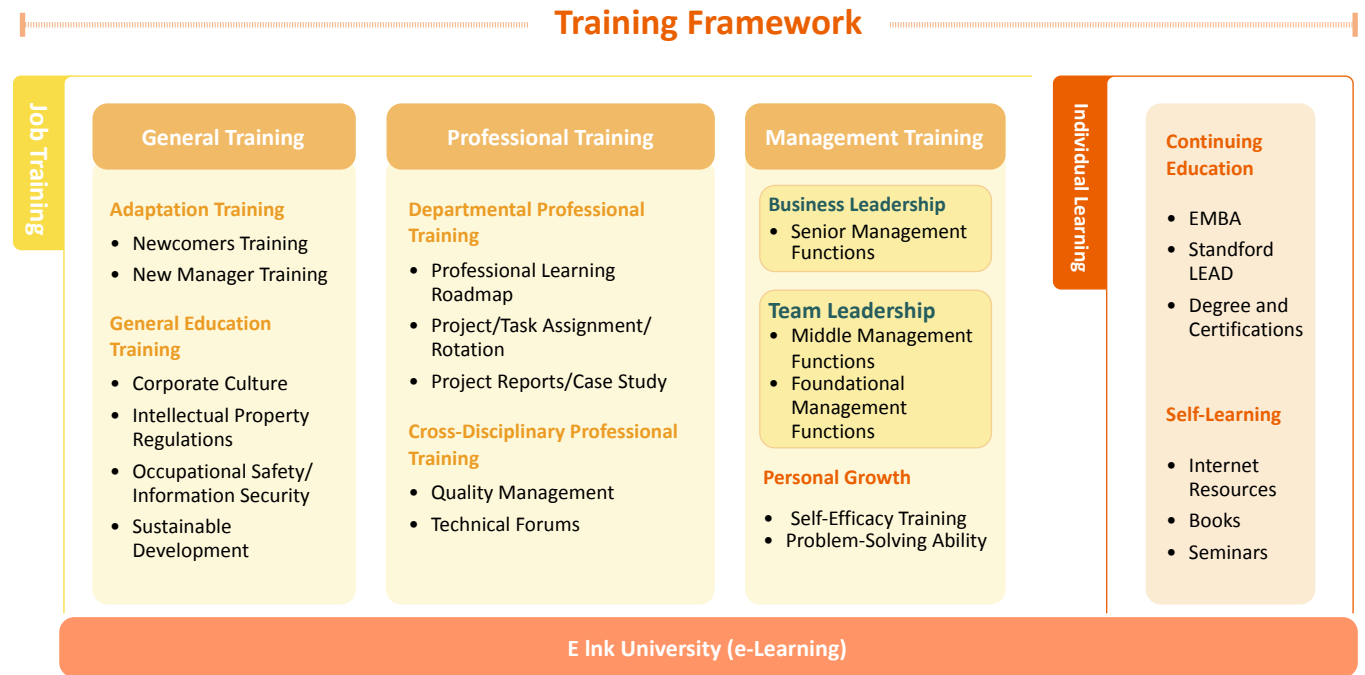 Training Framework
Job Training
General Training
Adaptation Training
• Newcomers Training
• New Manager Training
General Education
Training
• Corporate Culture
• Intellectual Property
Regulations
• Occupational Safety/
Information Security
• Sustainable
Development
Professional Training
Departmental Professional
Training
• Professional Learning
Roadmap
• Project/Task Assignment/
Rotation
• Project Reports/Case Study
Cross-Disciplinary Professional
Training
• Quality Management
• Technical Forums
Management Training
Business Leadership
• Senior Management
Functions
Team Leadership
• Middle Management
Functions
• Foundational
Management
Functions
Personal Growth
• Self-Efficacy Training
• Problem-Solving Ability
Individual Learning
Continuing
Education
• EMBA
• Standford
LEAD
• Degree and
Certifications
Self-Learning
• Internet
Resources
• Books
• Seminars
E Ink University (e-Learning)